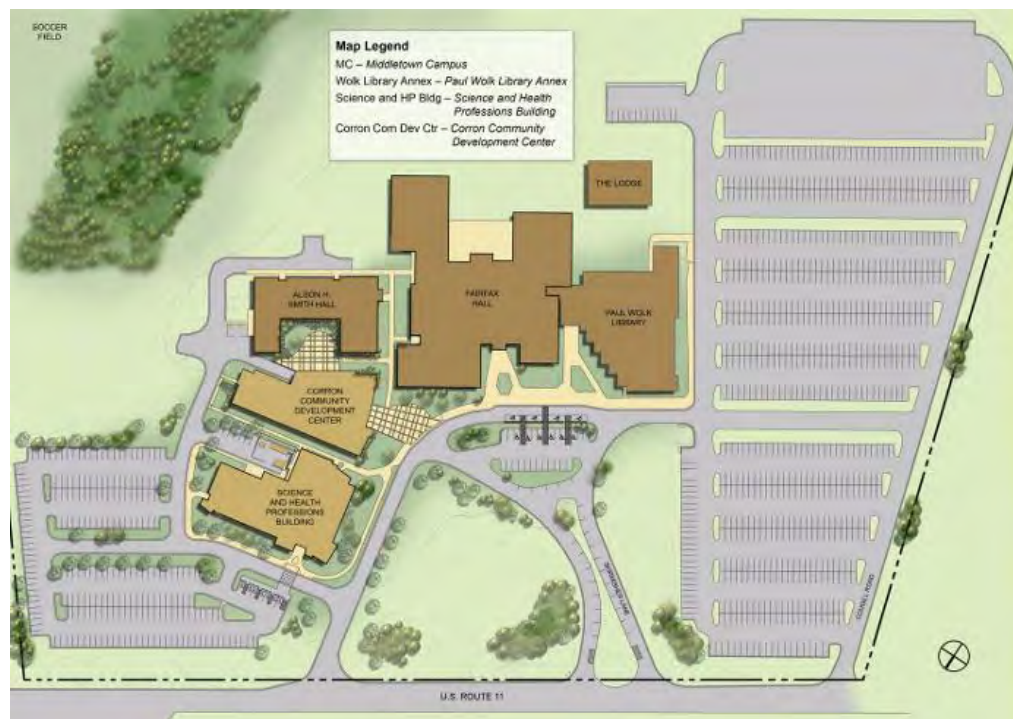 SOCCER
FIELD
Map Legend
MC – Middletown Campus
Wolk Library Annex – Paul Wolk Library Annex
Science and HP Bldg – Science and Health
Professions Building
Corron Com Dev Ctr – Corron Community
Development Center
THE LODGE
ALSON H.
SMITH HALL
FAIRFAX
HALL
PAUL WOLK
LIBRARY
CORRON
COMMUNITY
DEVELOPMENT
CENTER
SCIENCE
AND HEALTH
PROFESSIONS
BUILDING
LANE
ROAD
U.S. ROUTE 11